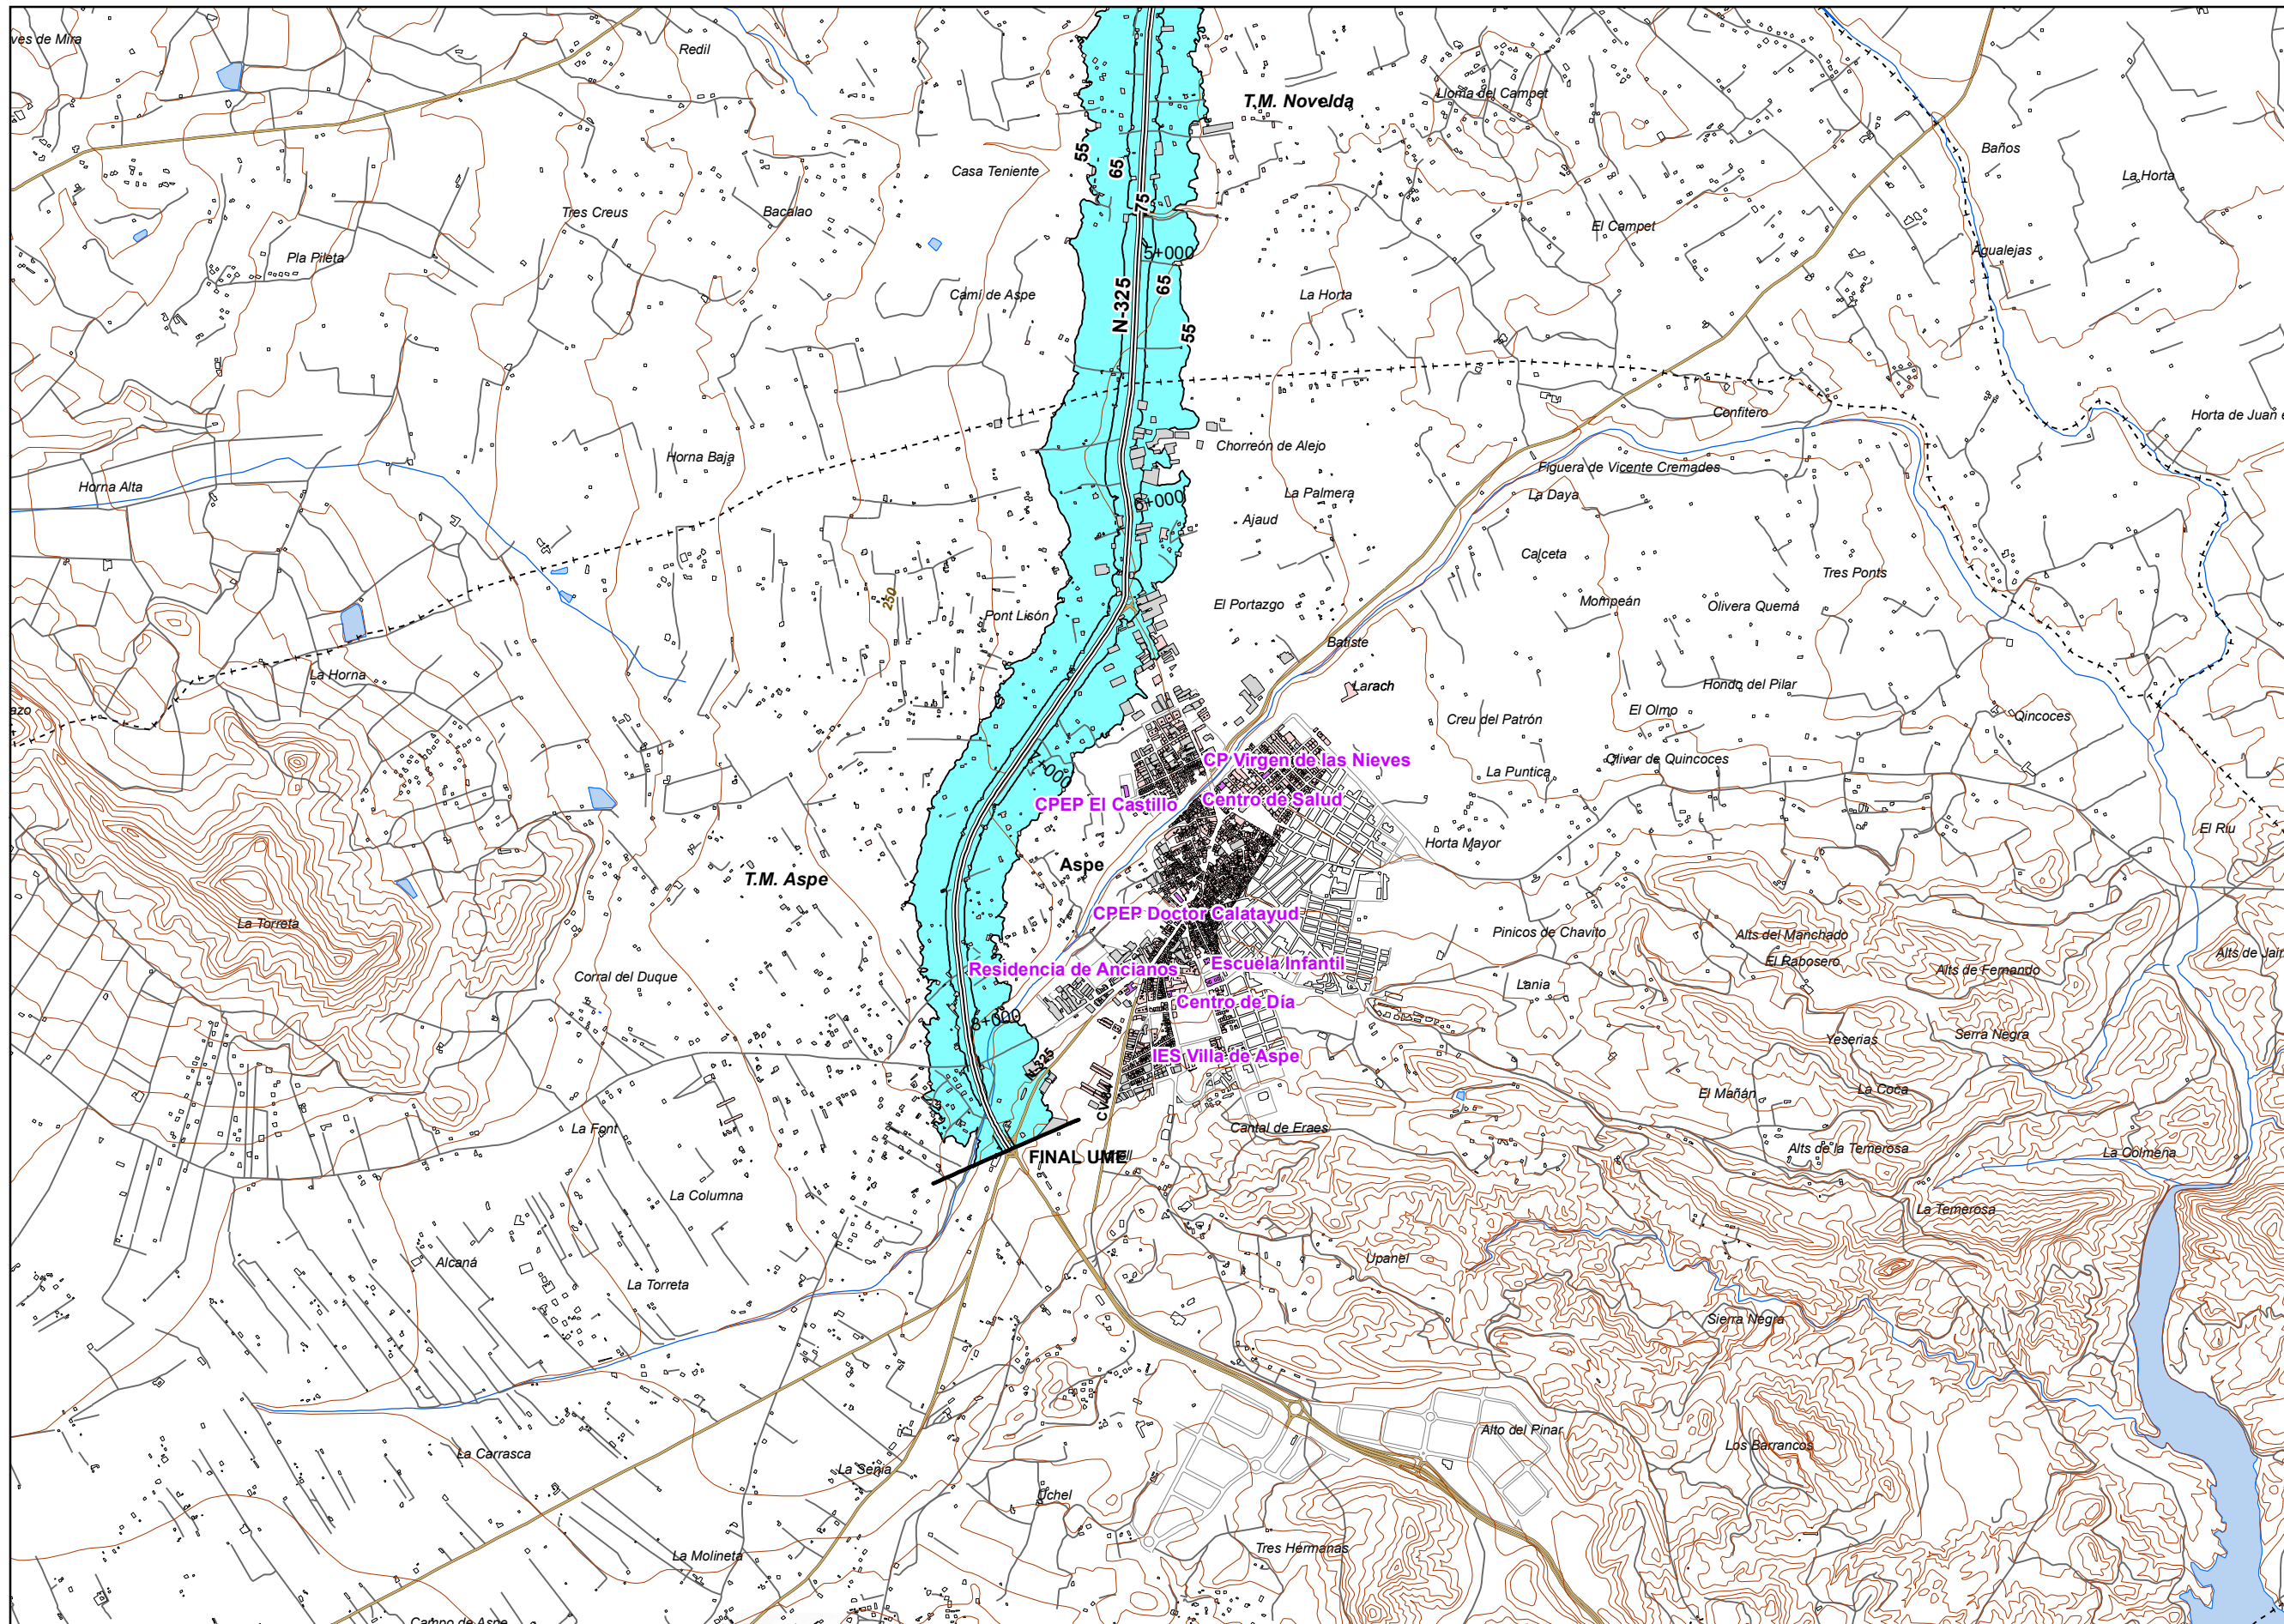 ves de Mira
Redil
T.M. Novelda
Lloma del Campet
55
65
Casa Teniente
Baños
La Horta
75
Tres Creus
Bacalao
El Campet
Pla Pileta
5+000
Agualejas
65
Camí de Aspe
La Horta
N-325
55
Confitero
Horta de Juan
Chorreón de Alejo
Horna Baja
Figuera de Vicente Cremades
Horna Alta
La Palmera
La Daya
6+000
Ajaud
Calceta
Tres Ponts
250
Pont Lisón
El Portazgo
Mompeán
Olivera Quemá
Batiste
La Horna
Larach
Hondo del Pilar
azo
Creu del Patrón
El Olmo
Qincoces
CP Virgen de las Nieves
Olivar de Quincoces
7+000
La Puntica
CPEP El Castillo
Centro de Salud
El Riu
Horta Mayor
Aspe
T.M. Aspe
CPEP Doctor Calatayud
La Torreta
Pinicos de Chavito
Alts del Manchado
Alts de Jair
El Rabosero
Residencia de Ancianos
Escuela Infantil
Alts de Fernando
Corral del Duque
Lania
Centro de Día
8+000
Serra Negra
Yeserias
IES Villa de Aspe
N-325
La Coca
El Mañán
La Font
Cantal de Eraes
Alts de la Temerosa
La Colmena
FINAL UME
La Columna
La Temerosa
Alcaná
Upanel
La Torreta
Sierra Negra
Alto del Pinar
Los Barrancos
La Carrasca
La Senia
Uchel
Tres Hermanas
La Molineta
Campo de Aspe